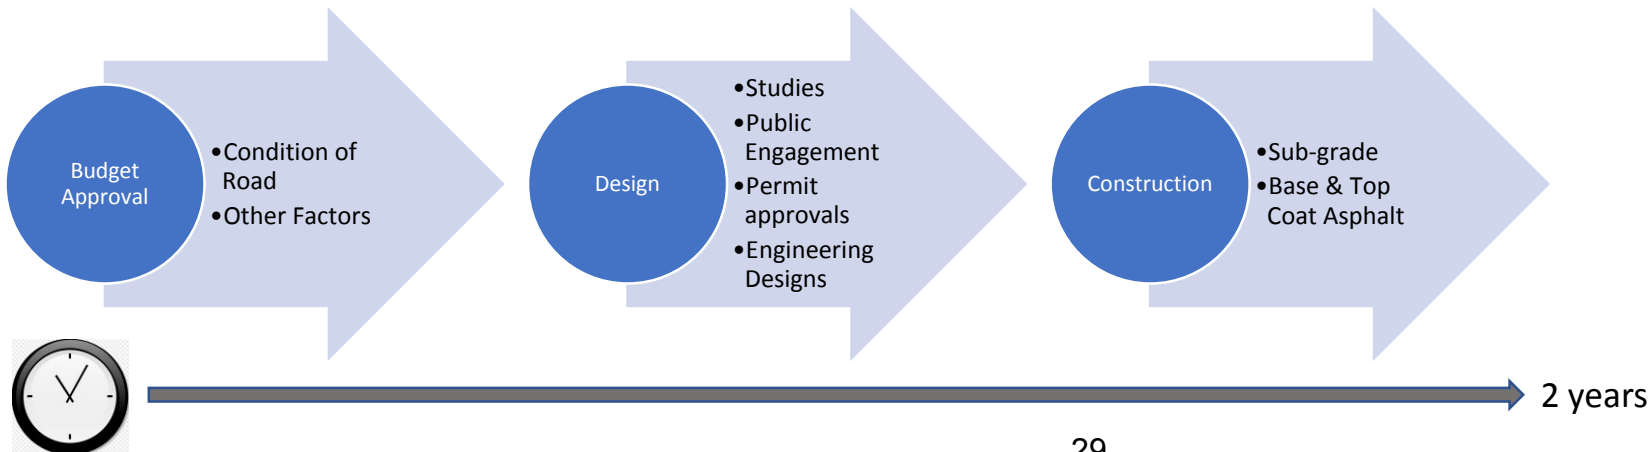 Budget
Approval
•Condition of
Road
•Other Factors
Design
•Studies
•Public
Engagement
•Permit
approvals
•Engineering
Designs
Construction
•Sub-grade
•Base & Top
Coat Asphalt
2 years
29